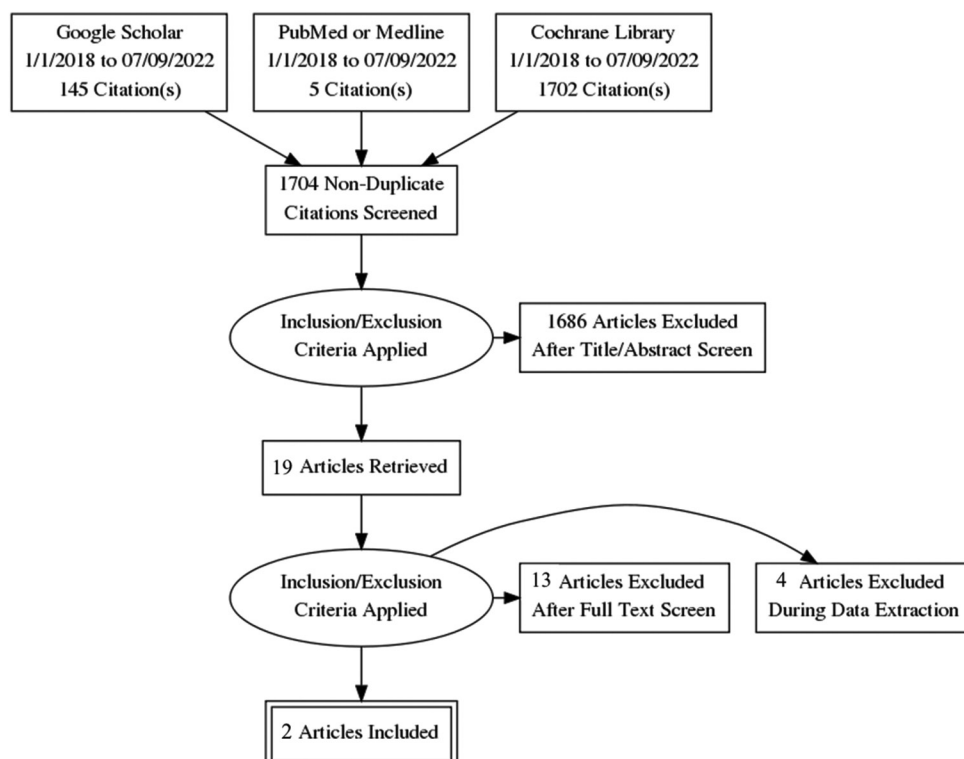 Google Scholar
1/1/2018 to 07/09/2022
145 Citation(s)
PubMed or Medline
1/1/2018 to 07/09/2022
5 Citation(s)
Cochrane Library
1/1/2018 to 07/09/2022
1702 Citation(s)
1704 Non-Duplicate
Citations Screened
Inclusion/Exclusion
Criteria Applied
1686 Articles Excluded
After Title/Abstract Screen
19 Articles Retrieved
Inclusion/Exclusion
Criteria Applied
13 Articles Excluded
After Full Text Screen
4 Articles Excluded
During Data Extraction
2 Articles Included